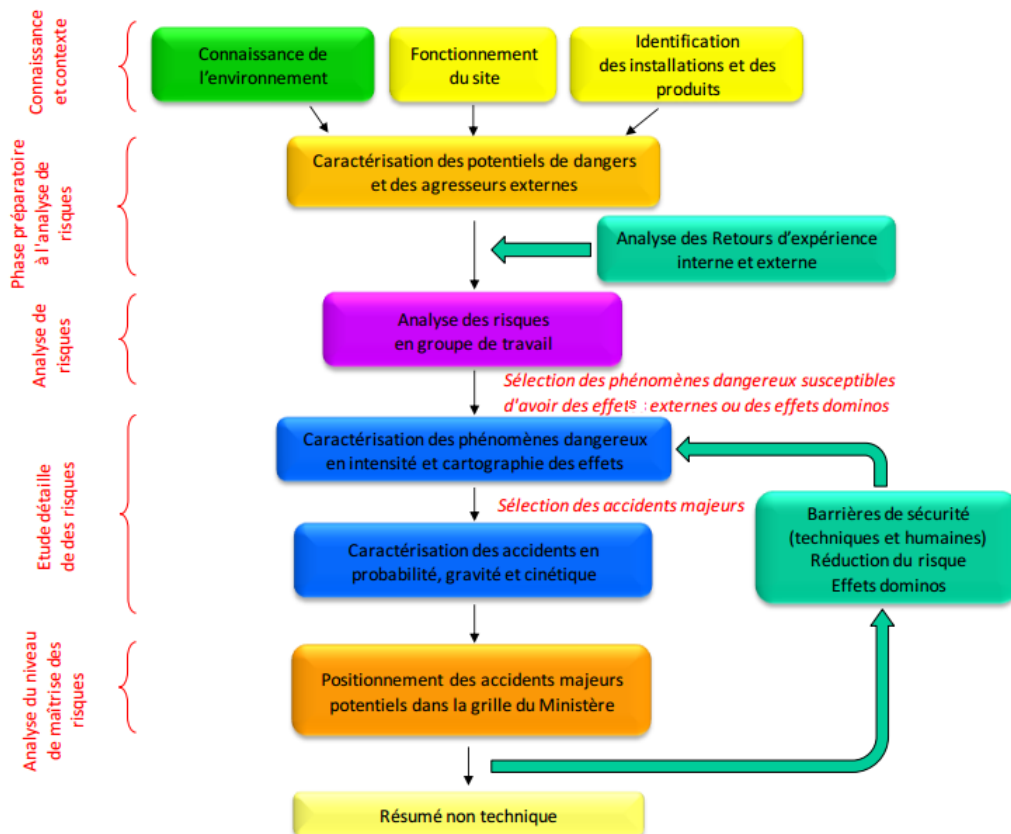 Connaissance
et contexte
Connaissance de
l'environnement
Fonctionnement
du site
Identification
des installations et des
produits
Phase préparatoire
à l'analyse de
risques
Caractérisation des potentiels de dangers
et des agresseurs externes
Analyse des Retours d'expérience
interne et externe
Analyse de
risques
Analyse des risques
en groupe de travail
Sélection des phénomènes dangereux susceptibles
d'avoir des effets : externes ou des effets dominos
Etude détaille
de des risques
Caractérisation des phénomènes dangereux
en intensité et cartographie des effets
Sélection des accidents majeurs
Caractérisation des accidents en
probabilité, gravité et cinétique
Barrières de sécurité
(techniques et humaines)
Réduction du risque
Effets dominos
Analyse du niveau
de maîtrise des
risques
Positionnement des accidents majeurs
potentiels dans la grille du Ministère
Résumé non technique